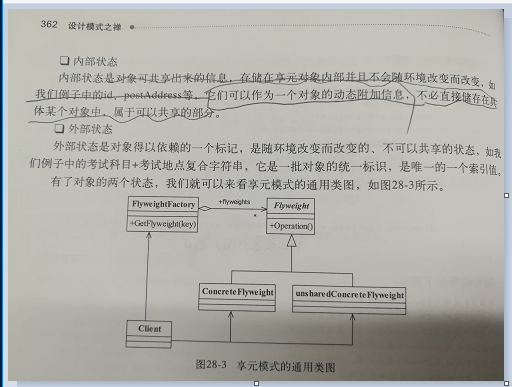 362 设计模式之禅
❑ 内部状态
内部状态是对象可共享出来的信息，存储在享元对象内部并且不会随环境改变而改变，如
我们例子中的id、postAddress等，它们可以作为一个对象的动态附加信息，不必直接储存在具
体某个对象中，属于可以共享的部分。
❑ 外部状态
外部状态是对象得以依赖的一个标记，是随环境改变而改变的、不可以共享的状态，如我
们例子中的考试科目+考试地点复合字符串，它是一批对象的统一标识，是唯一的一个索引值。
有了对象的两个状态，我们就可以来看享元模式的通用类图，如图28-3所示。
FlyweightFactory
+GetFlyweight(key)
+flyweights
*
Flyweight
+Operation()
ConcreteFlyweight
unsharedConcreteFlyweight
Client
图28-3 享元模式的通用类图